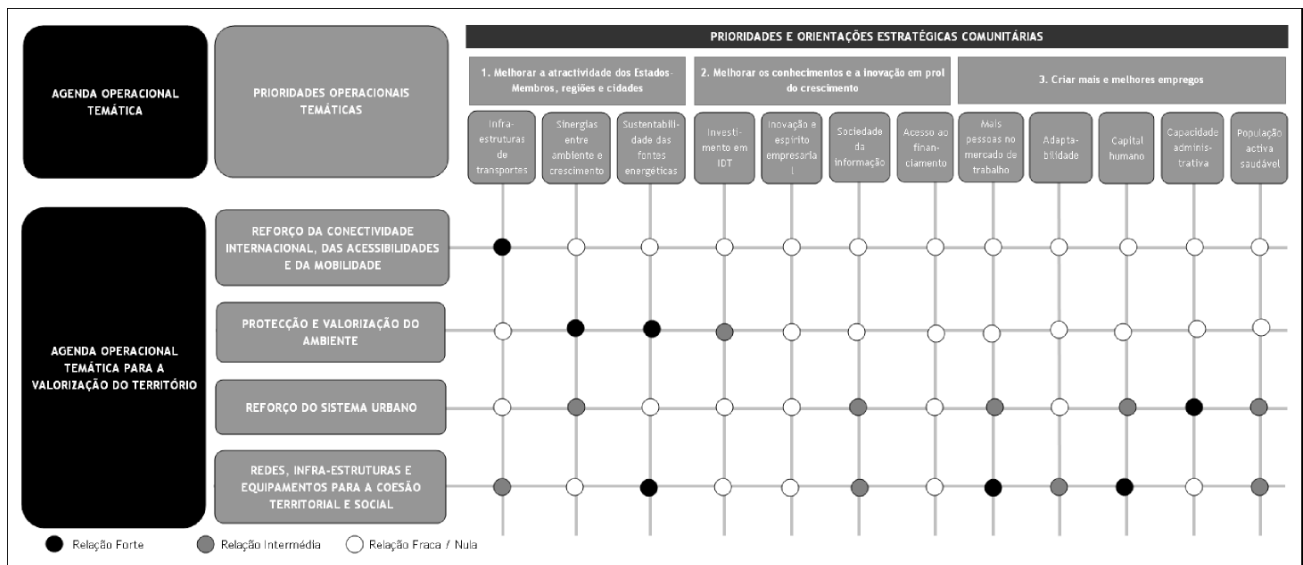 PRIORIDADES E ORIENTAÇÕES ESTRATÉGICAS COMUNITÁRIAS
AGENDA OPERACIONAL
TEMÁTICA
PRIORIDADES OPERACIONAIS
TEMÁTICAS
1. Melhorar a atractividade dos Estados-
Membros, regiões e cidades
2. Melhorar os conhecimentos e a inovação em prol
do crescimento
3. Criar mais e melhores empregos
Infra-
estruturas
de
transportes
Sinergias
entre
ambiente e
crescimento
Sustentabili-
dade das
fontes
energéticas
Investi-
mento em
IDT
Inovação e
espírito
empresaria
l
Sociedade
da
informação
Acesso ao
finan-
ciamento
Mais
pessoas no
mercado de
trabalho
Adapta-
bilidade
Capital
humano
Capacidade
adminis-
trativa
População
activa
saudável
AGENDA OPERACIONAL
TEMÁTICA PARA A
VALORIZAÇÃO DO TERRITÓRIO
REFORÇO DA CONECTIVIDADE
INTERNACIONAL, DAS ACESSIBILIDADES
E DA MOBILIDADE
PROTECÇÃO E VALORIZAÇÃO DO
AMBIENTE
REFORÇO DO SISTEMA URBANO
REDES, INFRA-ESTRUTURAS E
EQUIPAMENTOS PARA A COESÃO
TERRITORIAL E SOCIAL
Relação Forte
Relação Intermédia
Relação Fraca / Nula